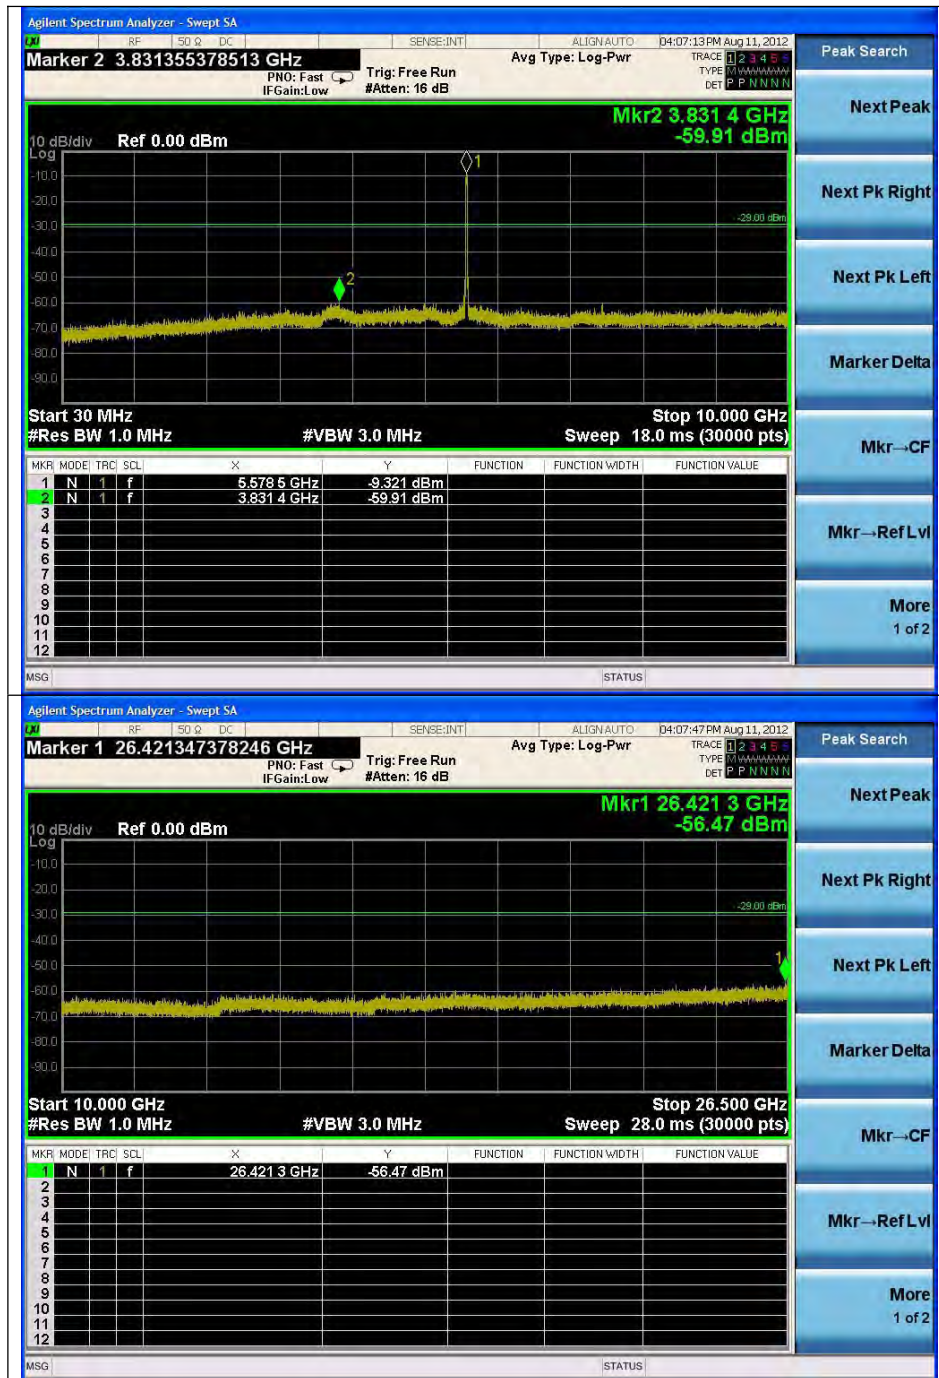 Agilent Spectrum Analyzer - Swept SA
LXI RF 50 Ω DC SENSE:INT ALIGN AUTO 04:07:13 PM Aug 11, 2012
Marker 2 3.831355378513 GHz Avg Type: Log-Pwr TRACE 1 2 3 4 5 6
PNO: Fast Trig: Free Run TYPE M WWWWW
IFGain:Low #Atten: 16 dB DET P P N N N N
Peak Search
Next Peak
Next Pk Right
Next Pk Left
Marker Delta
Mkr→CF
Mkr→Ref Lvl
More
1 of 2
Mkr2 3.831 4 GHz
-59.91 dBm
10 dB/div Ref 0.00 dBm
Log
1
-10.0
-20.0
-29.00 dBm
-30.0
-40.0
-50.0
2
-60.0
-70.0
-80.0
-90.0
Start 30 MHz Stop 10.000 GHz
#Res BW 1.0 MHz #VBW 3.0 MHz Sweep 18.0 ms (30000 pts)
MKR MODE TRC SCL X Y FUNCTION FUNCTION WIDTH FUNCTION VALUE
1 N 1 f 5.578 5 GHz -9.321 dBm
2 N 1 f 3.831 4 GHz -59.91 dBm
3
4
5
6
7
8
9
10
11
12
MSG STATUS
Agilent Spectrum Analyzer - Swept SA
LXI RF 50 Ω DC SENSE:INT ALIGN AUTO 04:07:47 PM Aug 11, 2012
Marker 1 26.421347378246 GHz Avg Type: Log-Pwr TRACE 1 2 3 4 5 6
PNO: Fast Trig: Free Run TYPE M WWWWW
IFGain:Low #Atten: 16 dB DET P P N N N N
Peak Search
Next Peak
Next Pk Right
Next Pk Left
Marker Delta
Mkr→CF
Mkr→Ref Lvl
More
1 of 2
Mkr1 26.421 3 GHz
-56.47 dBm
10 dB/div Ref 0.00 dBm
Log
-10.0
-20.0
-29.00 dBm
-30.0
-40.0
-50.0
1
-60.0
-70.0
-80.0
-90.0
Start 10.000 GHz Stop 26.500 GHz
#Res BW 1.0 MHz #VBW 3.0 MHz Sweep 28.0 ms (30000 pts)
MKR MODE TRC SCL X Y FUNCTION FUNCTION WIDTH FUNCTION VALUE
1 N 1 f 26.421 3 GHz -56.47 dBm
2
3
4
5
6
7
8
9
10
11
12
MSG STATUS